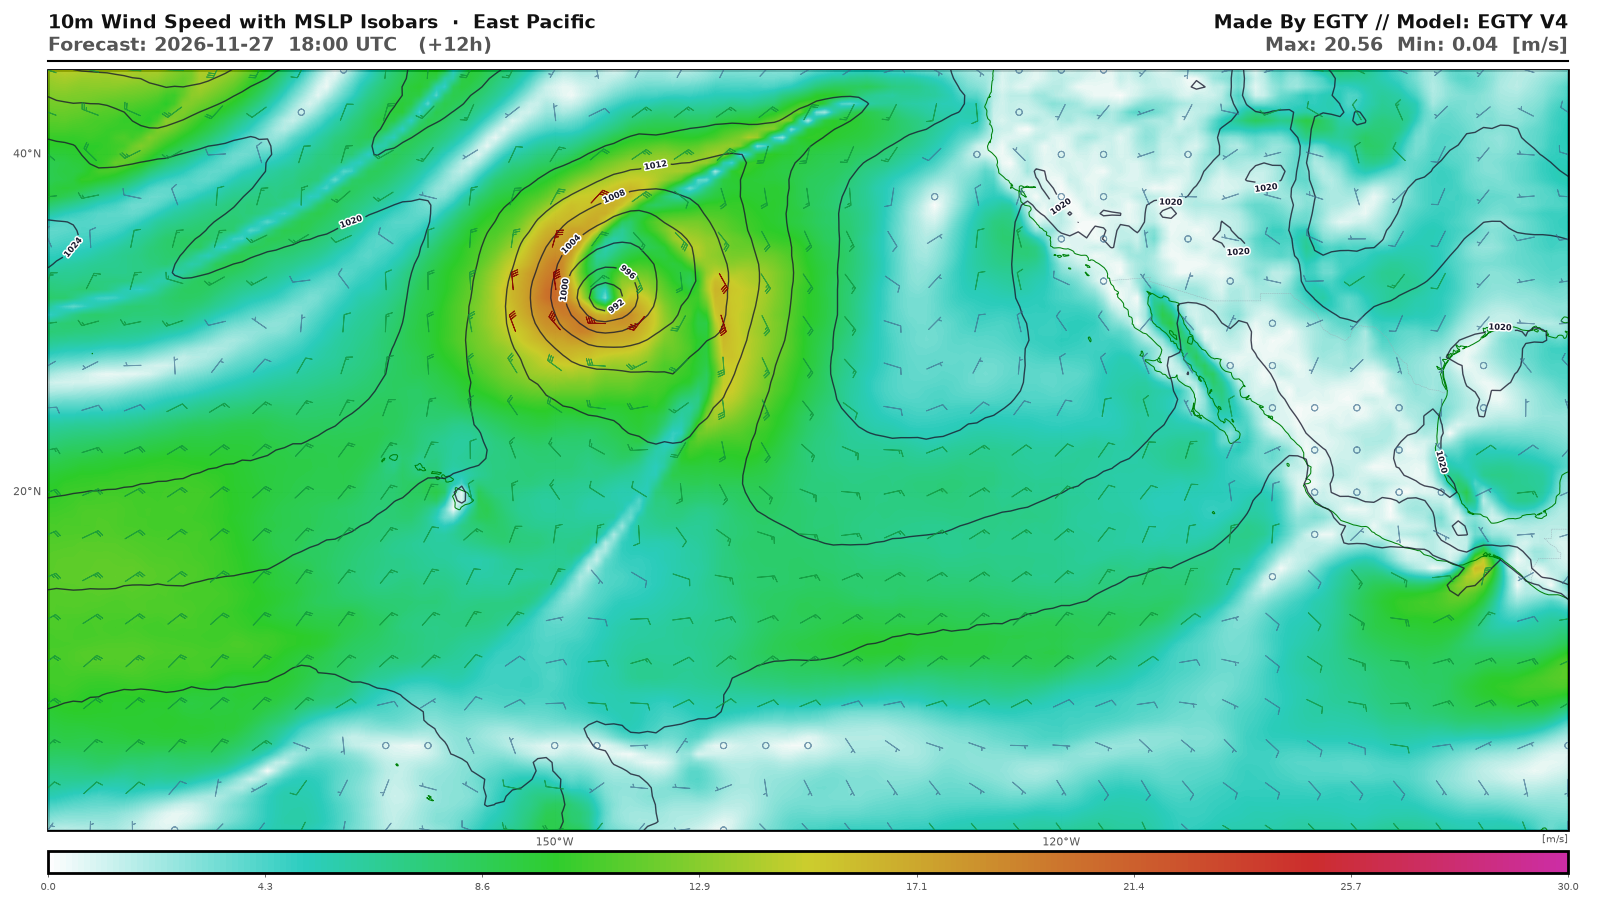 10m Wind Speed with MSLP Isobars · East Pacific
Made By EGTY // Model: EGTY V4
Forecast: 2026-11-27 18:00 UTC (+12h)
Max: 20.56 Min: 0.04 [m/s]
40°N
20°N
1012
1008
1004
1000
996
992
1020
1024
1020
1020
1020
1020
1020
1020
150°W
120°W
[m/s]
0.0
4.3
8.6
12.9
17.1
21.4
25.7
30.0